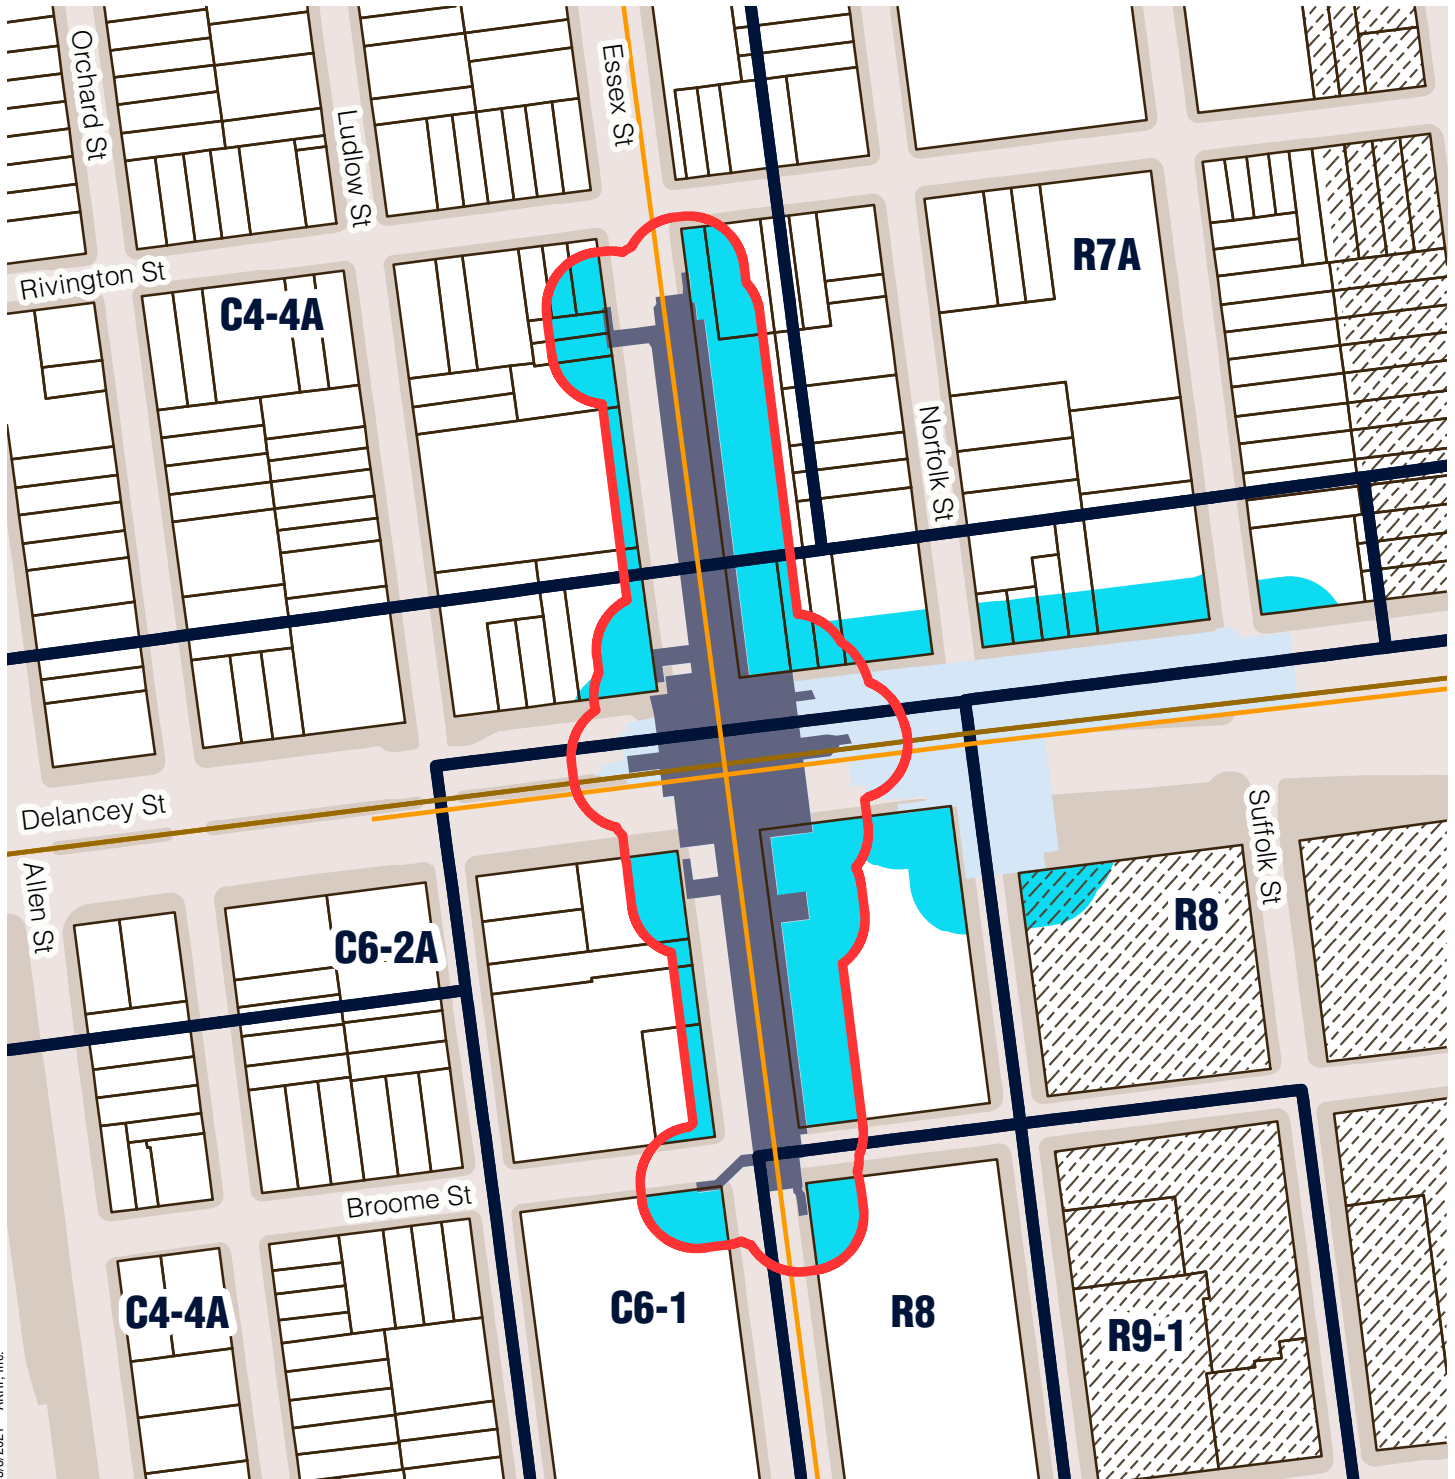 Orchard St
Ludlow St
Essex St
Rivington St
C4-4A
R7A
Norfolk St
Delancey St
Allen St
Suffolk St
C6-2A
R8
Broome St
C4-4A
C6-1
R8
R9-1